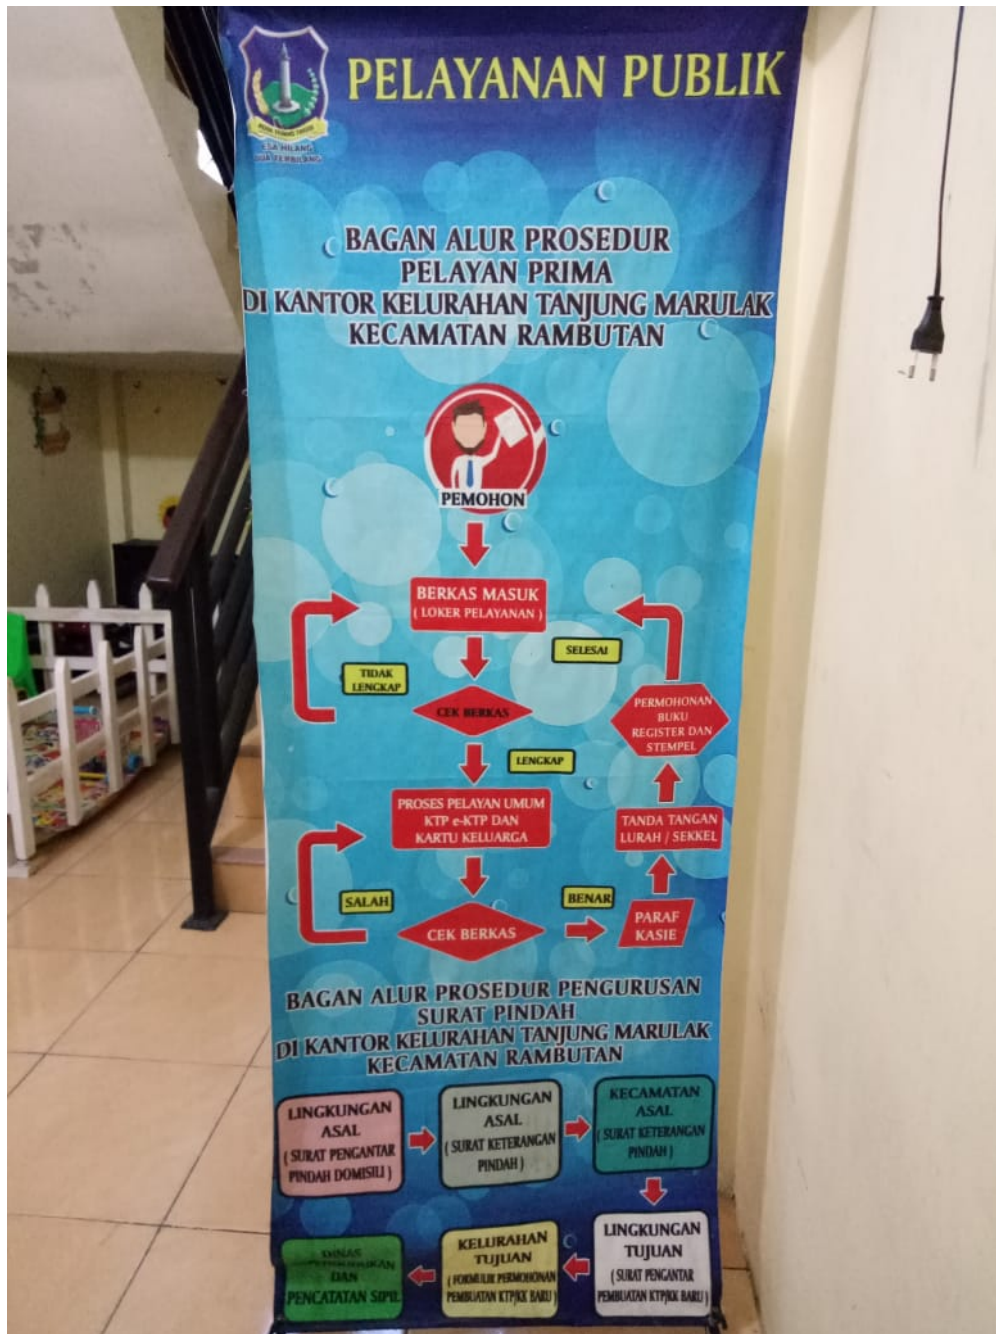 PELAYANAN PUBLIK
ESA HILANG
DUA TERBILANG
BAGAN ALUR PROSEDUR
PELAYAN PRIMA
DI KANTOR KELURAHAN TANJUNG MARULAK
KECAMATAN RAMBUTAN
PEMOHON
BERKAS MASUK
( LOKER PELAYANAN )
SELESAI
TIDAK
LENGKAP
CEK BERKAS
PERMOHONAN
BUKU
REGISTER DAN
STEMPEL
LENGKAP
PROSES PELAYAN UMUM
KTP e-KTP DAN
KARTU KELUARGA
TANDA TANGAN
LURAH / SEKKEL
SALAH
BENAR
CEK BERKAS
PARAF
KASIE
BAGAN ALUR PROSEDUR PENGURUSAN
SURAT PINDAH
DI KANTOR KELURAHAN TANJUNG MARULAK
KECAMATAN RAMBUTAN
LINGKUNGAN
ASAL
( SURAT PENGANTAR
PINDAH DOMISILI )
LINGKUNGAN
ASAL
( SURAT KETERANGAN
PINDAH )
KECAMATAN
ASAL
( SURAT KETERANGAN
PINDAH )
LINGKUNGAN
TUJUAN
( SURAT PENGANTAR
PEMBUATAN KTP/KK BARU )
KELURAHAN
TUJUAN
( FORMULIR PERMOHONAN
PEMBUATAN KTP/KK BARU )
DINAS
DAN
PENCATATAN SIPIL